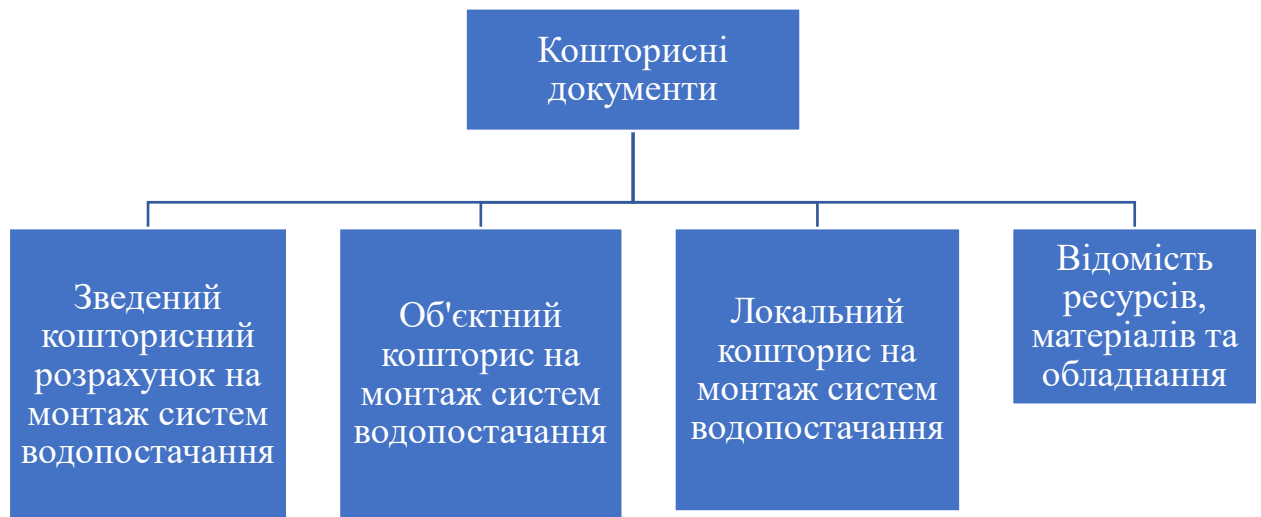 Кошторисні
документи
Зведений
кошторисний
розрахунок на
монтаж систем
водопостачання
Об'єктний
кошторис на
монтаж систем
водопостачання
Локальний
кошторис на
монтаж систем
водопостачання
Відомість
ресурсів,
матеріалів та
обладнання